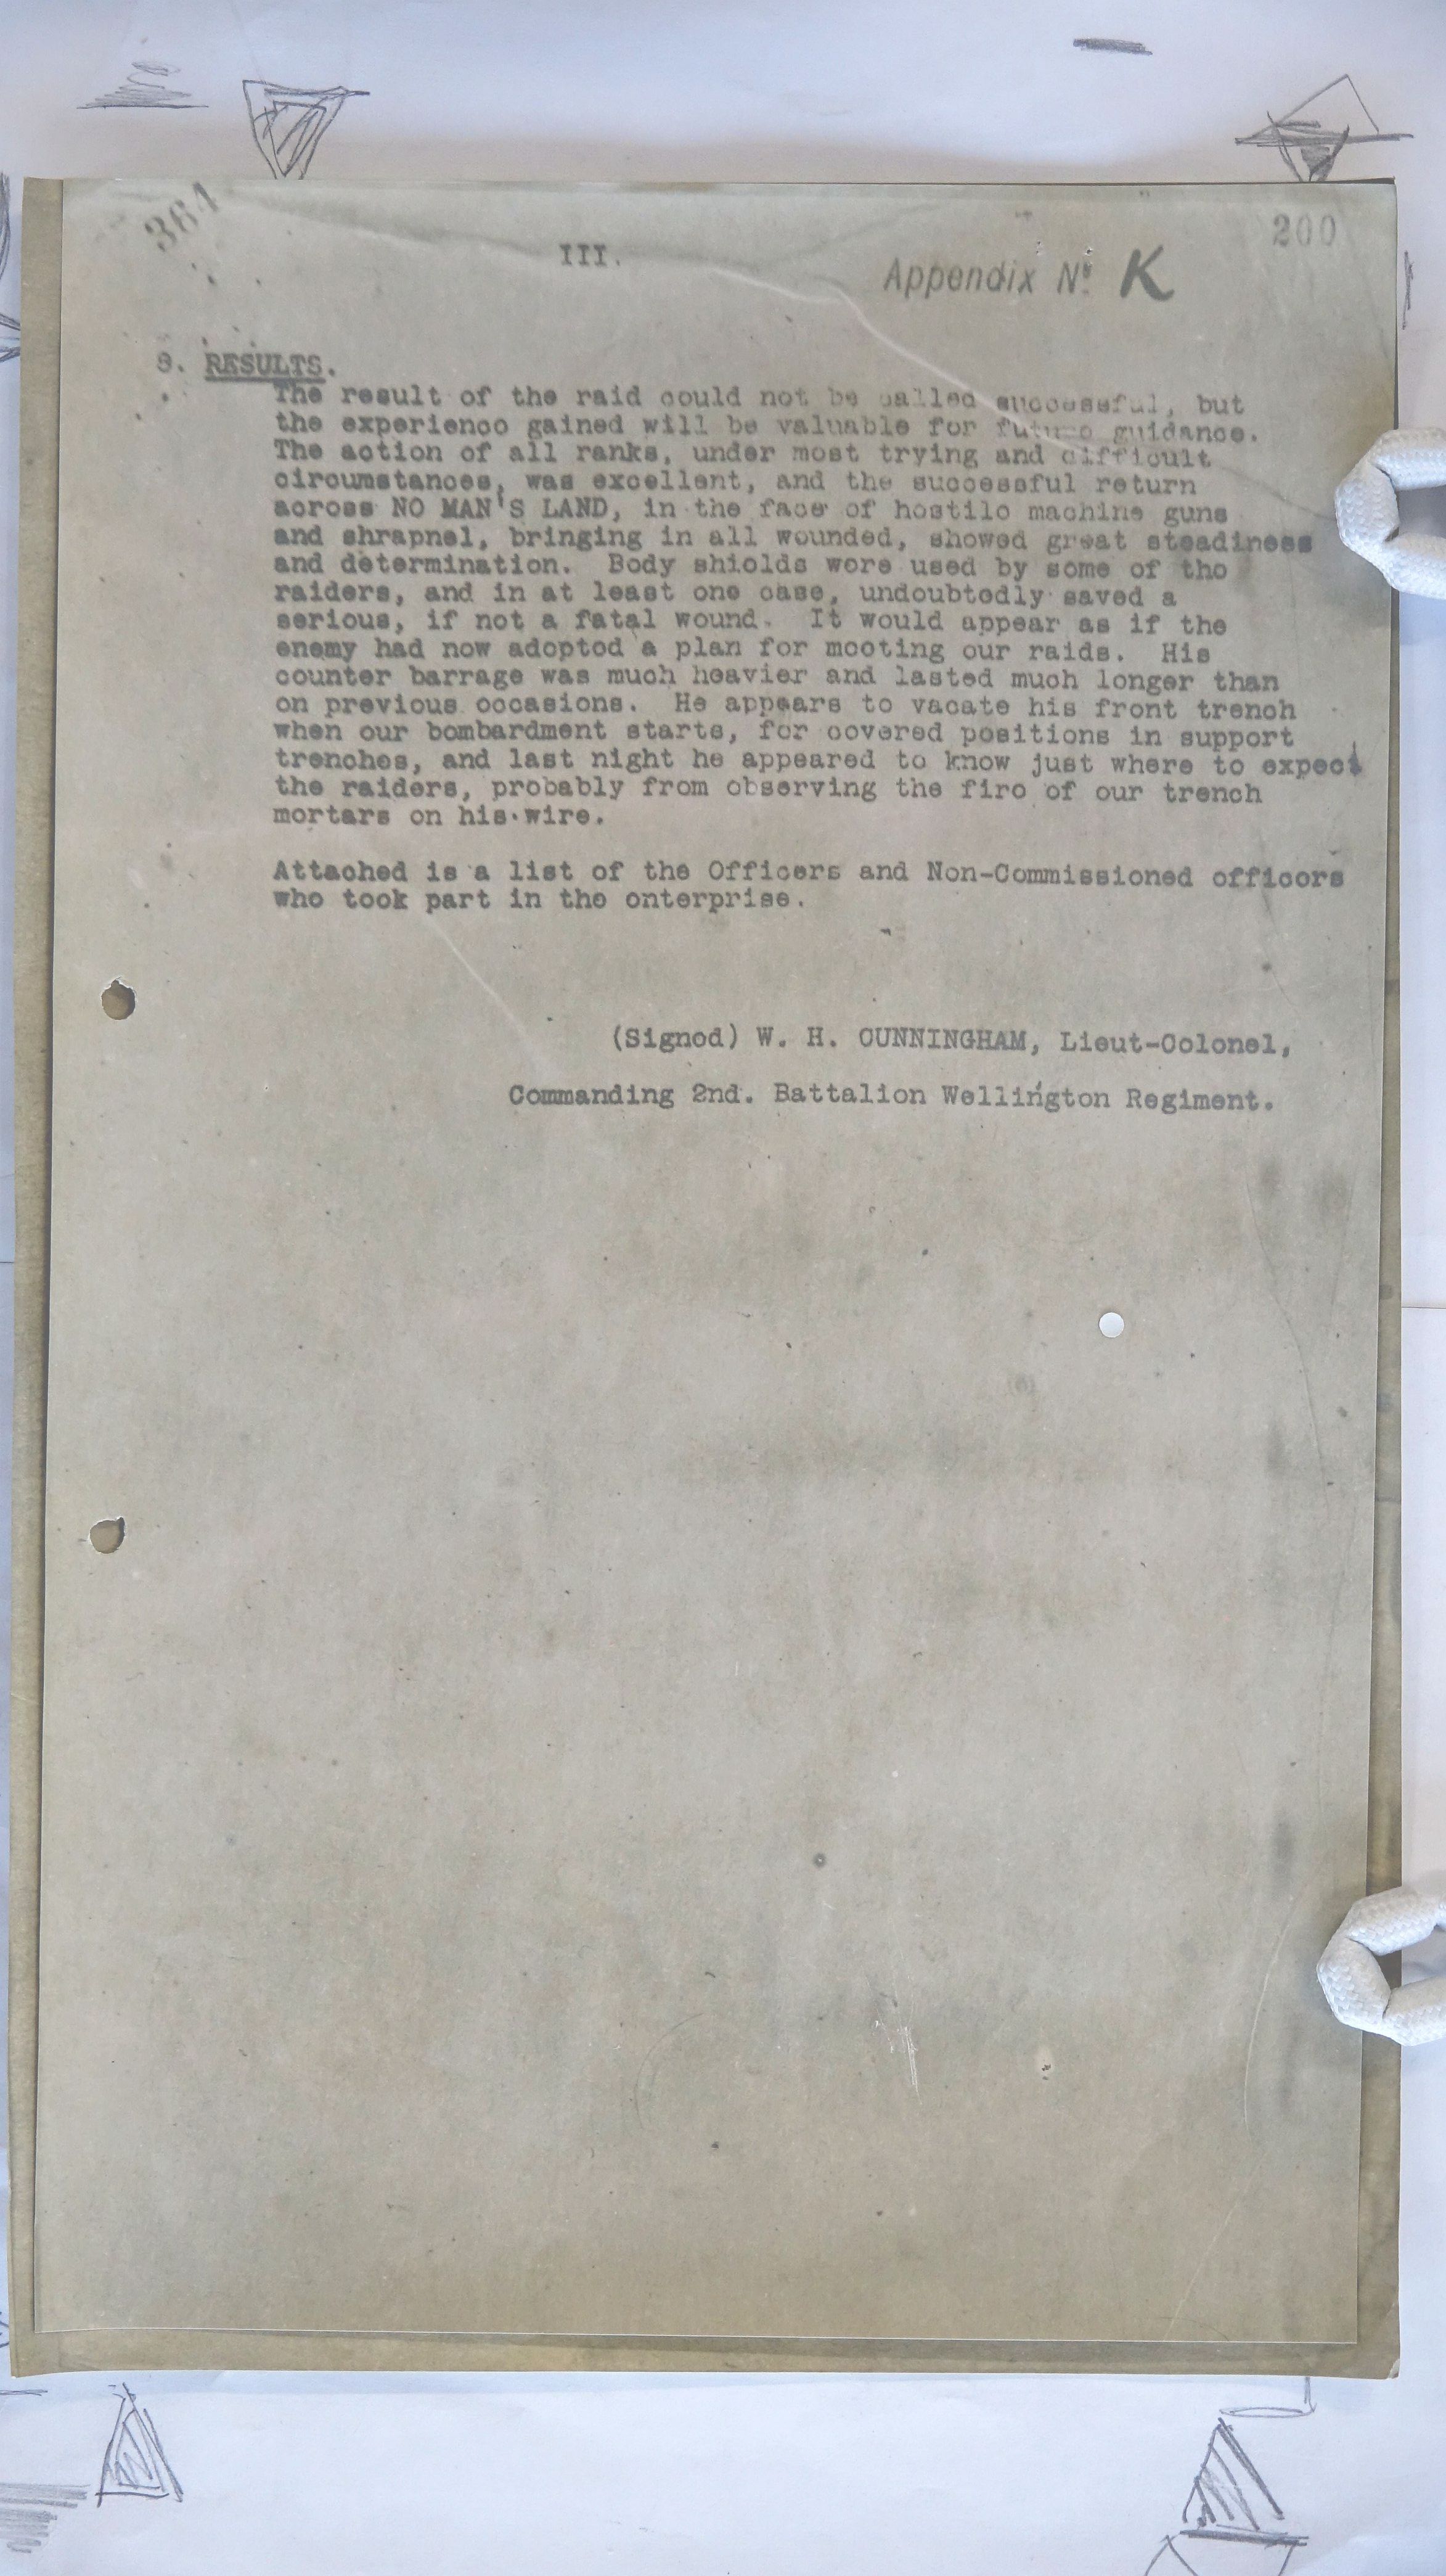 364
200
III.
Appendix No. K
9. RESULTS.
The result of the raid could not be called successful, but
the experience gained will be valuable for future guidance.
The action of all ranks, under most trying and difficult
circumstances, was excellent, and the successful return
across NO MAN'S LAND, in the face of hostile machine guns
and shrapnel, bringing in all wounded, showed great steadiness
and determination. Body shields were used by some of the
raiders, and in at least one case, undoubtedly saved a
serious, if not a fatal wound. It would appear as if the
enemy had now adopted a plan for meeting our raids. His
counter barrage was much heavier and lasted much longer than
on previous occasions. He appears to vacate his front trench
when our bombardment starts, for covered positions in support
trenches, and last night he appeared to know just where to expect
the raiders, probably from observing the fire of our trench
mortars on his wire.
Attached is a list of the Officers and Non-Commissioned officers
who took part in the enterprise.
(Signed) W. H. CUNNINGHAM, Lieut-Colonel,
Commanding 2nd. Battalion Wellington Regiment.